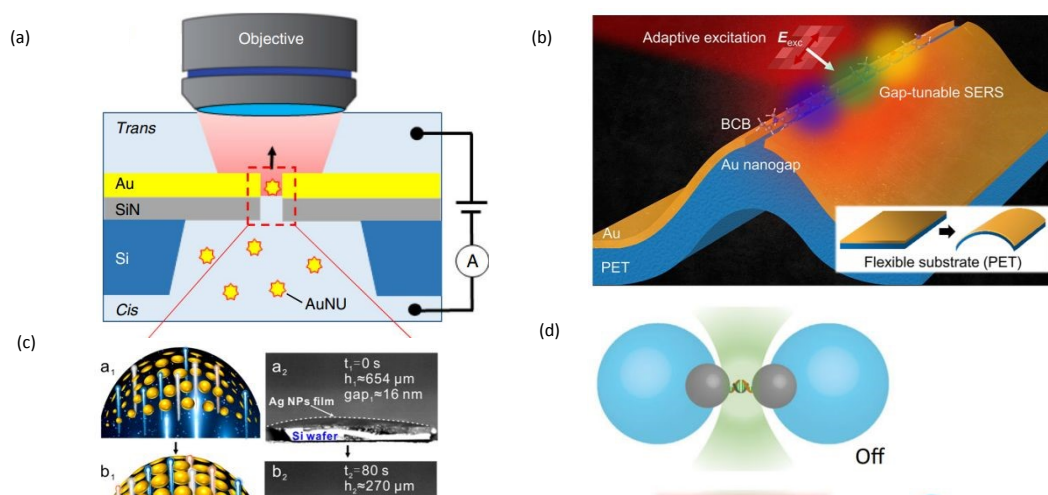 (a)
Objective
Trans
Au
SiN
Si
Cis
AuNU
A
(b)
Adaptive excitation
Eexc
Gap-tunable SERS
BCB
Au nanogap
Au
PET
Flexible substrate (PET)
(c)
a1
a2
t1=0 s
h1≈654 μm
gap1≈16 nm
Ag NPs film
Si wafer
b1
b2
t2=80 s
h2≈270 μm
(d)
Off